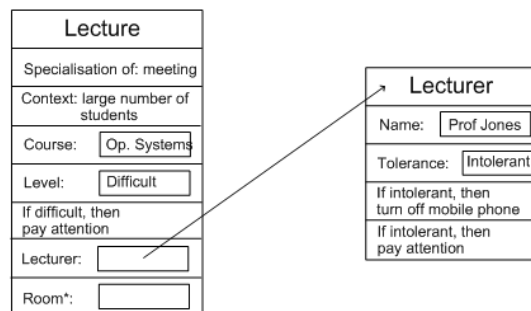 Lecture
Specialisation of: meeting
Context: large number of
students
Course: Op. Systems
Level: Difficult
If difficult, then
pay attention
Lecturer:
Room*:
Lecturer
Name: Prof Jones
Tolerance: Intolerant
If intolerant, then
turn off mobile phone
If intolerant, then
pay attention